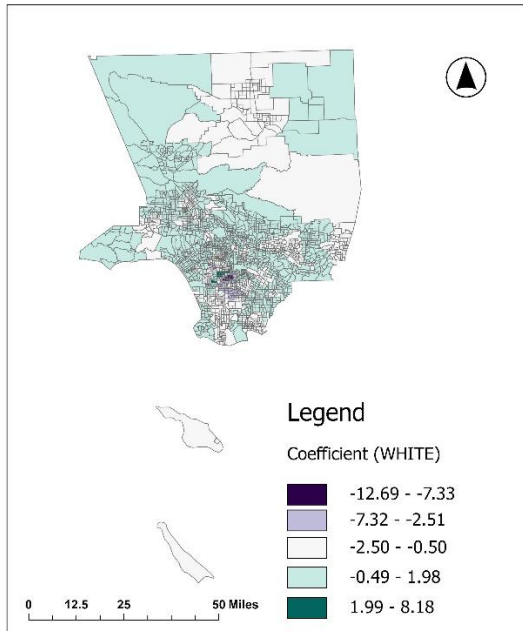 Legend
Coefficient (WHITE)
-12.69 - -7.33
-7.32 - -2.51
-2.50 - -0.50
-0.49 - 1.98
1.99 - 8.18
0 12.5 25 50 Miles